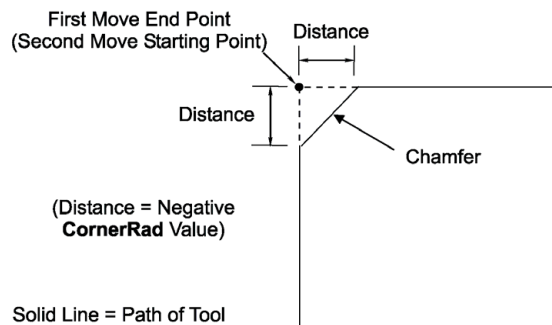 First Move End Point
(Second Move Starting Point)
Distance
Distance
Chamfer
(Distance = Negative
CornerRad Value)
Solid Line = Path of Tool